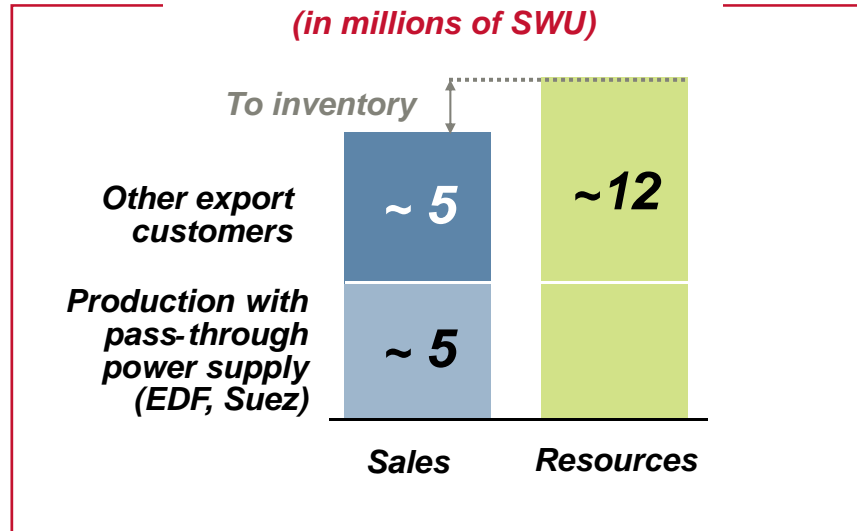 (in millions of SWU)
To inventory
Other export
customers
~ 5
~12
Production with
pass-through
power supply
(EDF, Suez)
~ 5
Sales
Resources